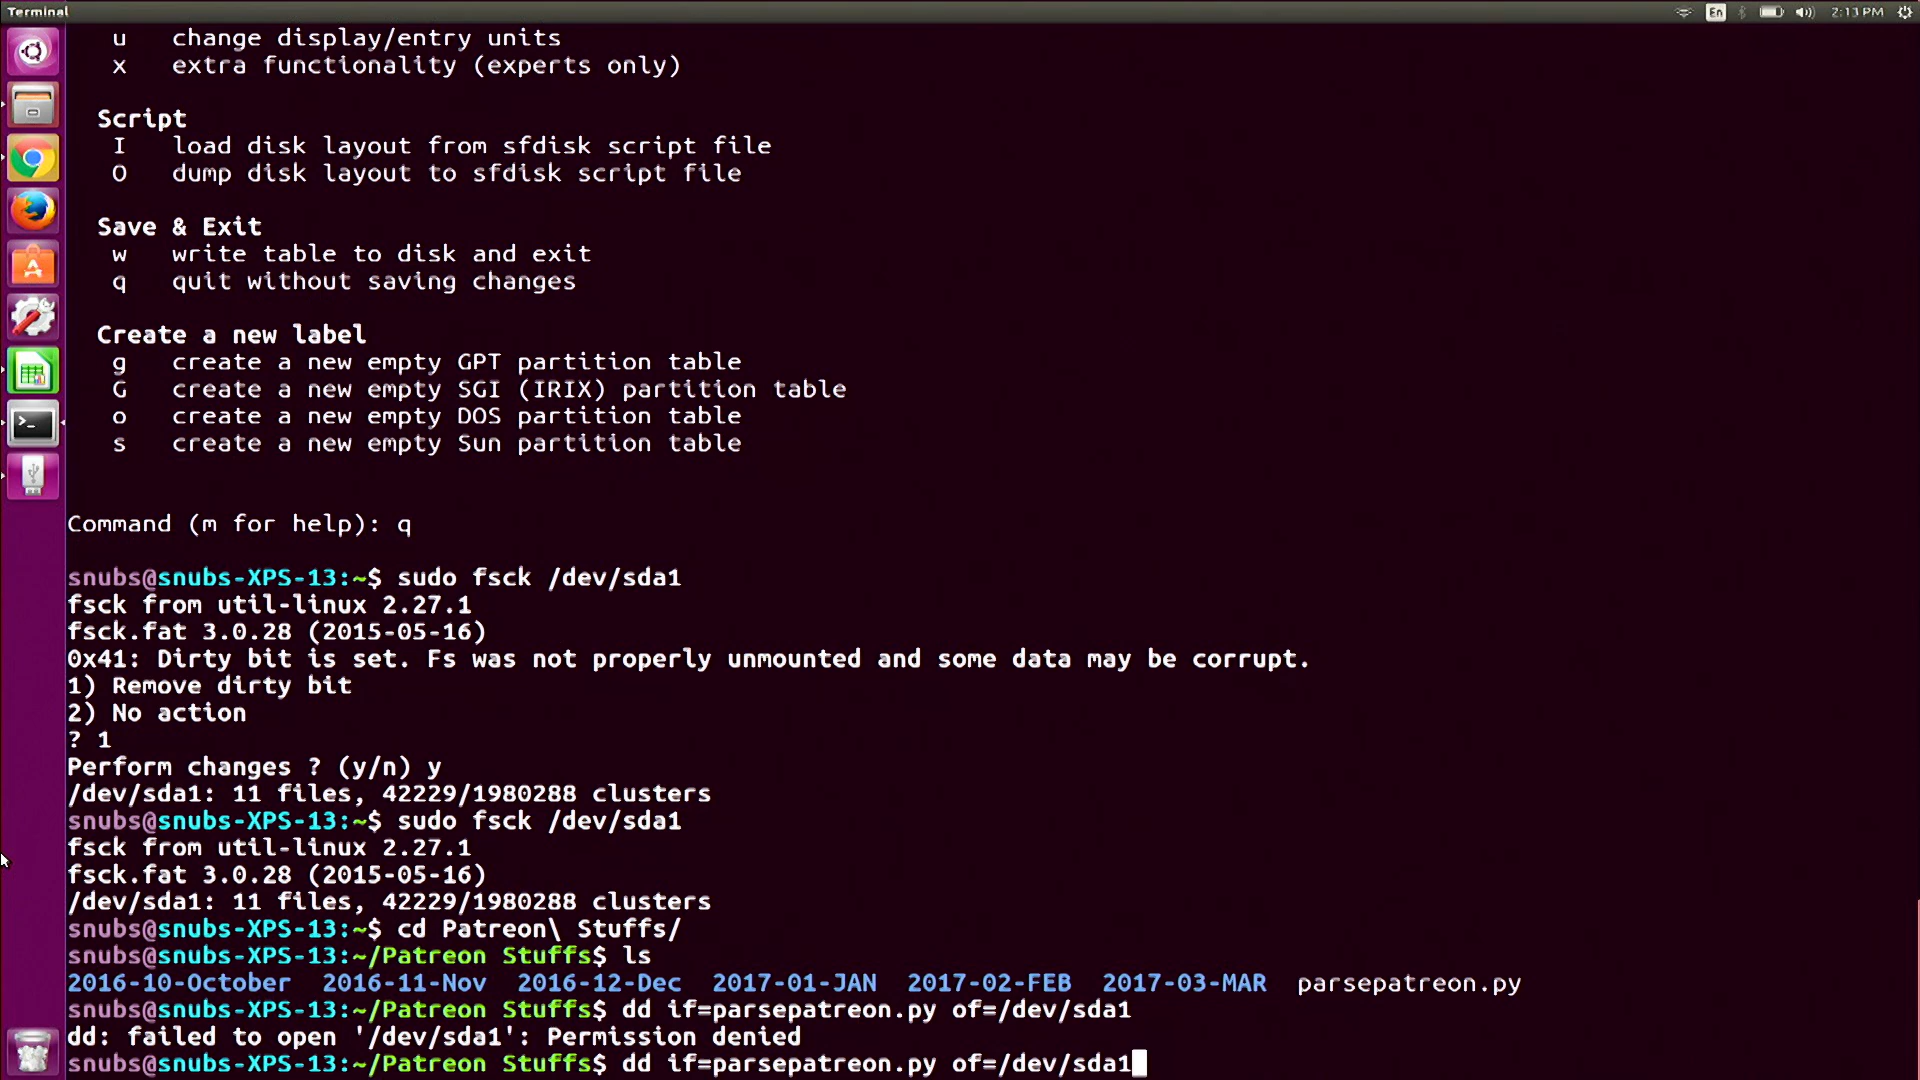 Terminal
En
2:13 PM
u change display/entry units
x extra functionality (experts only)
Script
I load disk layout from sfdisk script file
O dump disk layout to sfdisk script file
Save & Exit
w write table to disk and exit
q quit without saving changes
Create a new label
g create a new empty GPT partition table
G create a new empty SGI (IRIX) partition table
o create a new empty DOS partition table
s create a new empty Sun partition table
Command (m for help): q
snubs@snubs-XPS-13:~$ sudo fsck /dev/sda1
fsck from util-linux 2.27.1
fsck.fat 3.0.28 (2015-05-16)
0x41: Dirty bit is set. Fs was not properly unmounted and some data may be corrupt.
1) Remove dirty bit
2) No action
? 1
Perform changes ? (y/n) y
/dev/sda1: 11 files, 42229/1980288 clusters
snubs@snubs-XPS-13:~$ sudo fsck /dev/sda1
fsck from util-linux 2.27.1
fsck.fat 3.0.28 (2015-05-16)
/dev/sda1: 11 files, 42229/1980288 clusters
snubs@snubs-XPS-13:~$ cd Patreon\ Stuffs/
snubs@snubs-XPS-13:~/Patreon Stuffs$ ls
2016-10-October 2016-11-Nov 2016-12-Dec 2017-01-JAN 2017-02-FEB 2017-03-MAR parsepatreon.py
snubs@snubs-XPS-13:~/Patreon Stuffs$ dd if=parsepatreon.py of=/dev/sda1
dd: failed to open '/dev/sda1': Permission denied
snubs@snubs-XPS-13:~/Patreon Stuffs$ dd if=parsepatreon.py of=/dev/sda1